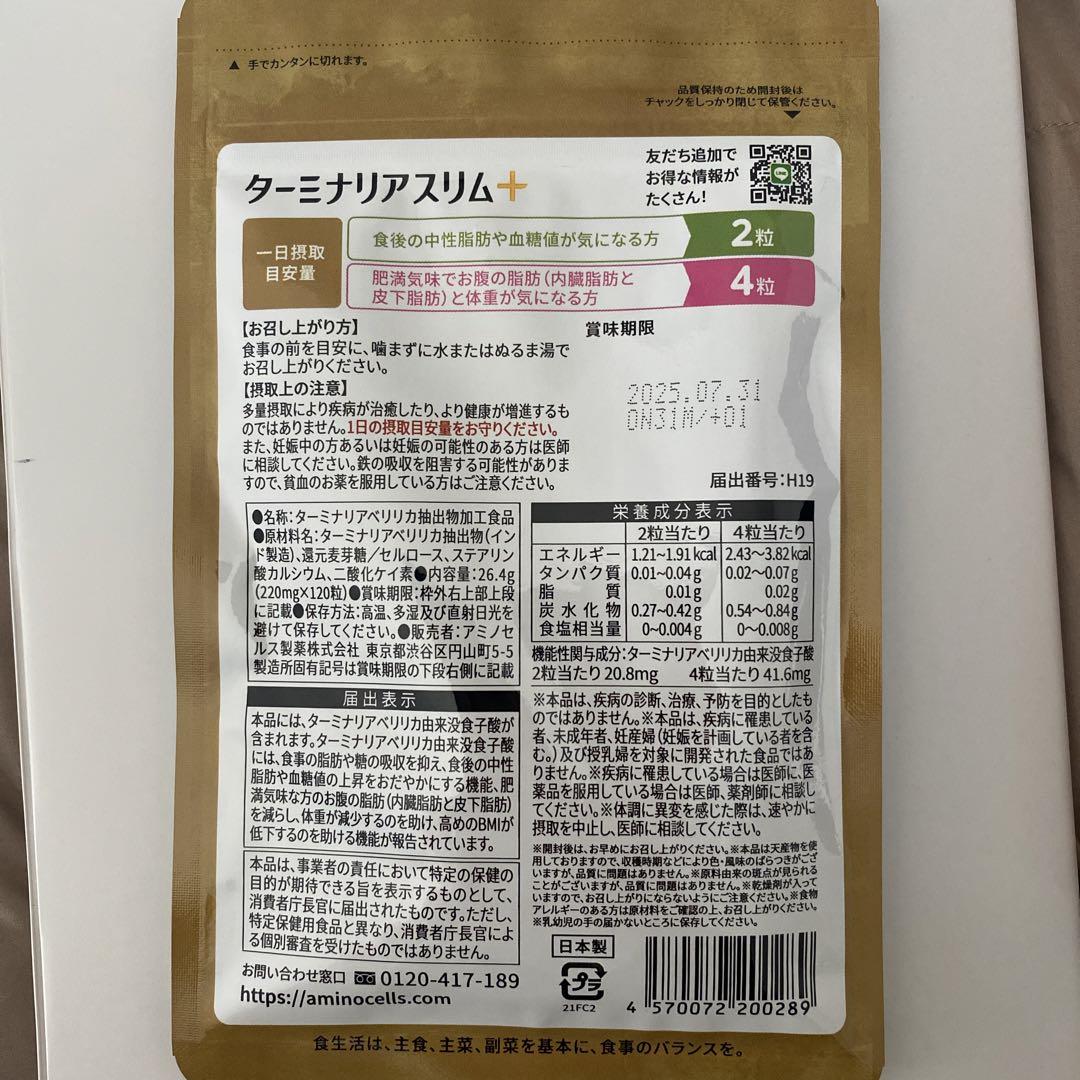 ▲ 手でカンタンに切れます。
品質保持のため開封後は
チャックをしっかり閉じて保管ください。
友だち追加で
お得な情報が
たくさん!
LINE
ターミナリアスリム+
一日摂取
目安量
食後の中性脂肪や血糖値が気になる方
2粒
肥満気味でお腹の脂肪(内臓脂肪と
皮下脂肪)と体重が気になる方
4粒
【お召し上がり方】
食事の前を目安に、噛まずに水またはぬるま湯で
お召し上がりください。
【摂取上の注意】
多量摂取により疾病が治癒したり、より健康が増進するも
のではありません。1日の摂取目安量をお守りください。
また、妊娠中の方あるいは妊娠の可能性のある方は医師
に相談してください。鉄の吸収を阻害する可能性がありま
すので、貧血のお薬を服用している方はご注意ください。
賞味期限
2025.07.31
ON31M/+01
届出番号:H19
●名称:ターミナリアベリリカ抽出物加工食品
●原材料名:ターミナリアベリリカ抽出物(イン
ド製造)、還元麦芽糖/セルロース、ステアリン
酸カルシウム、二酸化ケイ素●内容量:26.4g
(220mg×120粒)●賞味期限:枠外右上部上段
に記載●保存方法:高温、多湿及び直射日光を
避けて保存してください。●販売者:アミノセ
ルス製薬株式会社 東京都渋谷区円山町5-5
製造所固有記号は賞味期限の下段右側に記載
栄養成分表示
2粒当たり 4粒当たり
エネルギー 1.21~1.91kcal 2.43~3.82kcal
タンパク質 0.01~0.04g 0.02~0.07g
脂質 0.01g 0.02g
炭水化物 0.27~0.42g 0.54~0.84g
食塩相当量 0~0.004g 0~0.008g
機能性関与成分:ターミナリアベリリカ由来没食子酸
2粒当たり20.8mg 4粒当たり41.6mg
届出表示
本品には、ターミナリアベリリカ由来没食子酸が
含まれます。ターミナリアベリリカ由来没食子酸
には、食事の脂肪や糖の吸収を抑え、食後の中性
脂肪や血糖値の上昇をおだやかにする機能、肥
満気味な方のお腹の脂肪(内臓脂肪と皮下脂肪)
を減らし、体重が減少するのを助け、高めのBMIが
低下するのを助ける機能が報告されています。
本品は、事業者の責任において特定の保健の
目的が期待できる旨を表示するものとして、
消費者庁長官に届出されたものです。ただし、
特定保健用食品と異なり、消費者庁長官によ
る個別審査を受けたものではありません。
※本品は、疾病の診断、治療、予防を目的としたも
のではありません。※本品は、疾病に罹患している
者、未成年者、妊産婦(妊娠を計画している者を含
む。)及び授乳婦を対象に開発された食品ではあ
りません。※疾病に罹患している場合は医師に、医
薬品を服用している場合は医師、薬剤師に相談し
てください。※体調に異変を感じた際は、速やかに
摂取を中止し、医師に相談してください。
※開封後は、お早めにお召し上がりください。※本品は天産物を使
用しておりますので、収穫時期などにより色・風味のばらつきがござ
いますが、品質に問題はありません。※原料由来の斑点が見られる
ことがございますが、品質に問題はありません。※乾燥剤が入って
いますので、お召し上がりにならないようにご注意ください。※食物
アレルギーのある方は原材料をご確認の上、お召し上がりください。
※乳幼児の手の届かないところに保存してください。
お問い合わせ窓口 0120-417-189
https://aminocells.com
日本製
プラ
21FC2
4 570072 200289
食生活は、主食、主菜、副菜を基本に、食事のバランスを。